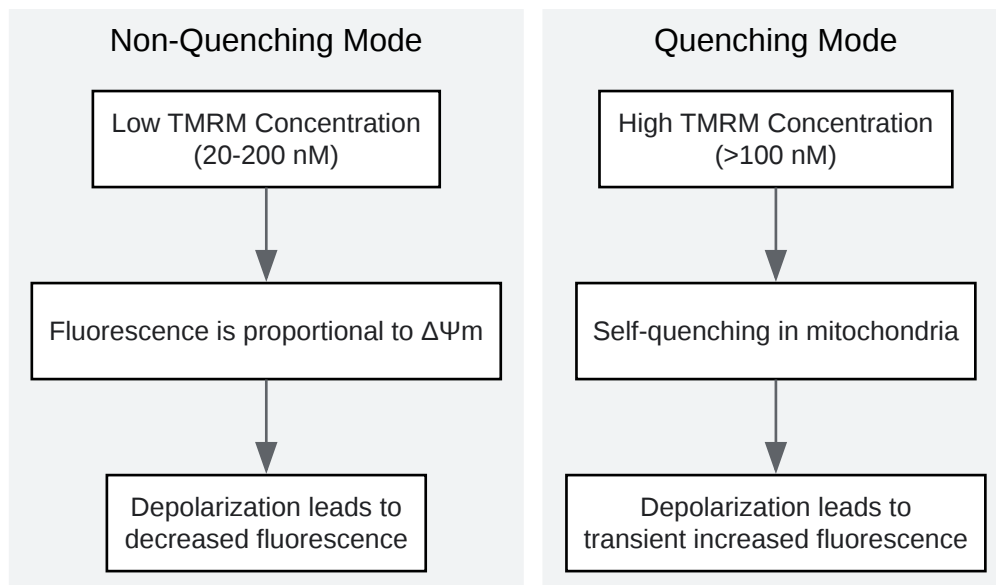 Non-Quenching Mode
Low TMRM Concentration
(20-200 nM)
Fluorescence is proportional to ΔΨm
Depolarization leads to
decreased fluorescence
Quenching Mode
High TMRM Concentration
(>100 nM)
Self-quenching in mitochondria
Depolarization leads to
transient increased fluorescence